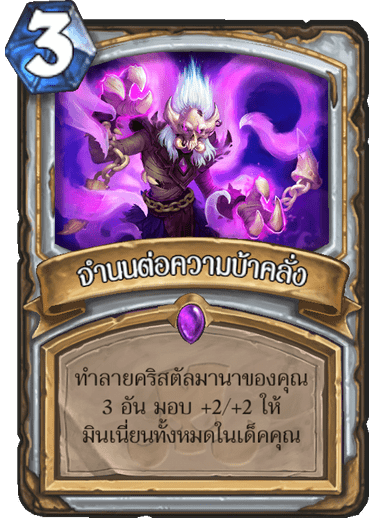 3
จำนนต่อความบ้าคลั่ง
ทำลายคริสตัลมานาของคุณ
3 อัน มอบ +2/+2 ให้
มินเนี่ยนทั้งหมดในเด็คคุณ